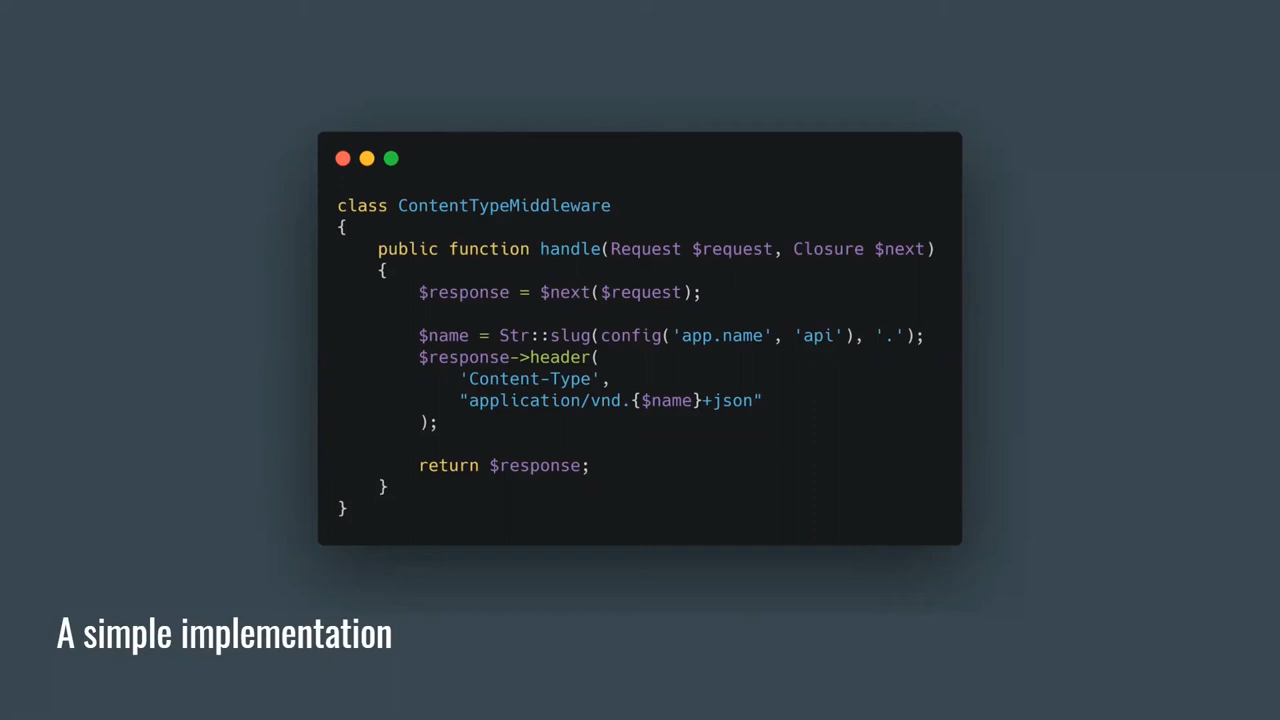 class ContentTypeMiddleware
{
    public function handle(Request $request, Closure $next)
    {
        $response = $next($request);

        $name = Str::slug(config('app.name', 'api'), '.');
        $response->header(
            'Content-Type',
            "application/vnd.{$name}+json"
        );

        return $response;
    }
}
A simple implementation